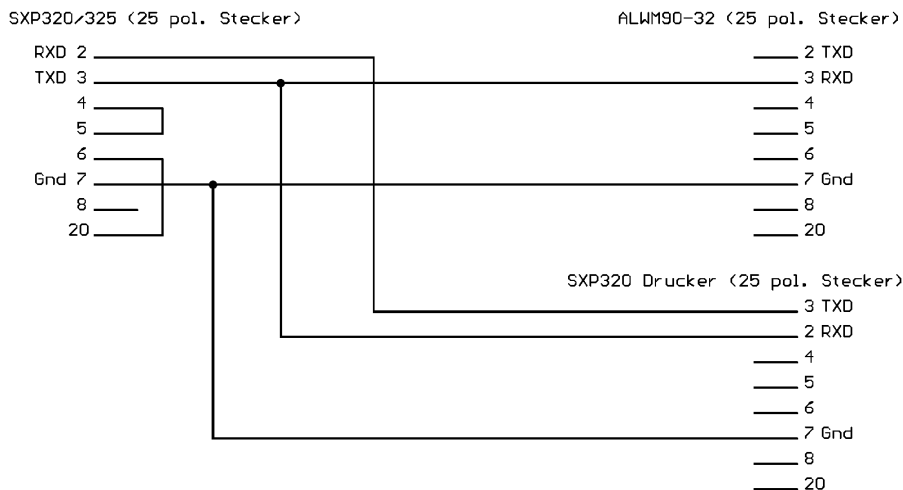 SXP320/325 (25 pol. Stecker)
RXD 2
TXD 3
4
5
6
Gnd 7
8
20
ALWM90-32 (25 pol. Stecker)
2 TXD
3 RXD
4
5
6
7 Gnd
8
20
SXP320 Drucker (25 pol. Stecker)
3 TXD
2 RXD
4
5
6
7 Gnd
8
20